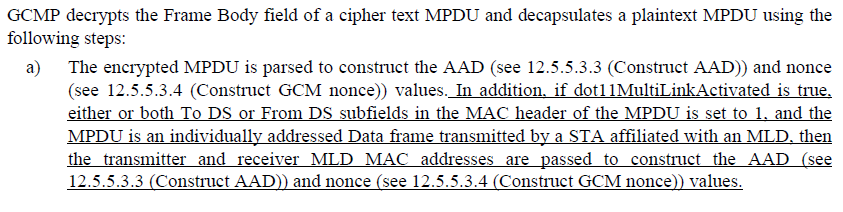 GCMP decrypts the Frame Body field of a cipher text MPDU and decapsulates a plaintext MPDU using the
following steps:
a) The encrypted MPDU is parsed to construct the AAD (see 12.5.5.3.3 (Construct AAD)) and nonce
(see 12.5.5.3.4 (Construct GCM nonce)) values. In addition, if dot11MultiLinkActivated is true,
either or both To DS or From DS subfields in the MAC header of the MPDU is set to 1, and the
MPDU is an individually addressed Data frame transmitted by a STA affiliated with an MLD, then
the transmitter and receiver MLD MAC addresses are passed to construct the AAD (see
12.5.5.3.3 (Construct AAD)) and nonce (see 12.5.5.3.4 (Construct GCM nonce)) values.